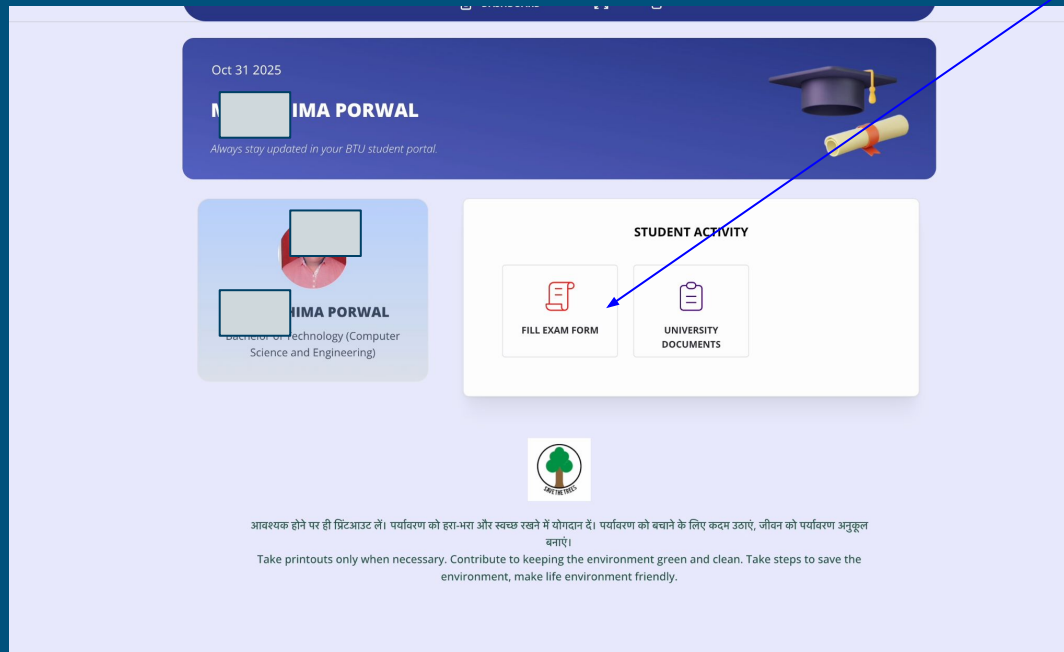 Oct 31 2025
IMA PORWAL
Always stay updated in your BTU student portal.
HIMA PORWAL
Technology (Computer
Science and Engineering)
STUDENT ACTIVITY
FILL EXAM FORM
UNIVERSITY
DOCUMENTS
SAVE THE TREES
आवश्यक होने पर ही प्रिंटआउट लें। पर्यावरण को हरा-भरा और स्वच्छ रखने में योगदान दें। पर्यावरण को बचाने के लिए कदम उठाएं, जीवन को पर्यावरण अनुकूल
बनाएं।
Take printouts only when necessary. Contribute to keeping the environment green and clean. Take steps to save the
environment, make life environment friendly.